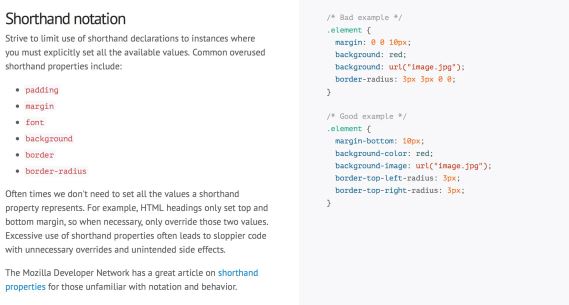 Shorthand notation
Strive to limit use of shorthand declarations to instances where
you must explicitly set all the available values. Common overused
shorthand properties include:
padding
margin
font
background
border
border-radius
Often times we don't need to set all the values a shorthand
property represents. For example, HTML headings only set top and
bottom margin, so when necessary, only override those two values.
Excessive use of shorthand properties often leads to sloppier code
with unnecessary overrides and unintended side effects.
The Mozilla Developer Network has a great article on shorthand
properties for those unfamiliar with notation and behavior.
/* Bad example */
.element {
  margin: 0 0 10px;
  background: red;
  background: url("image.jpg");
  border-radius: 3px 3px 0 0;
}
/* Good example */
.element {
  margin-bottom: 10px;
  background-color: red;
  background-image: url("image.jpg");
  border-top-left-radius: 3px;
  border-top-right-radius: 3px;
}